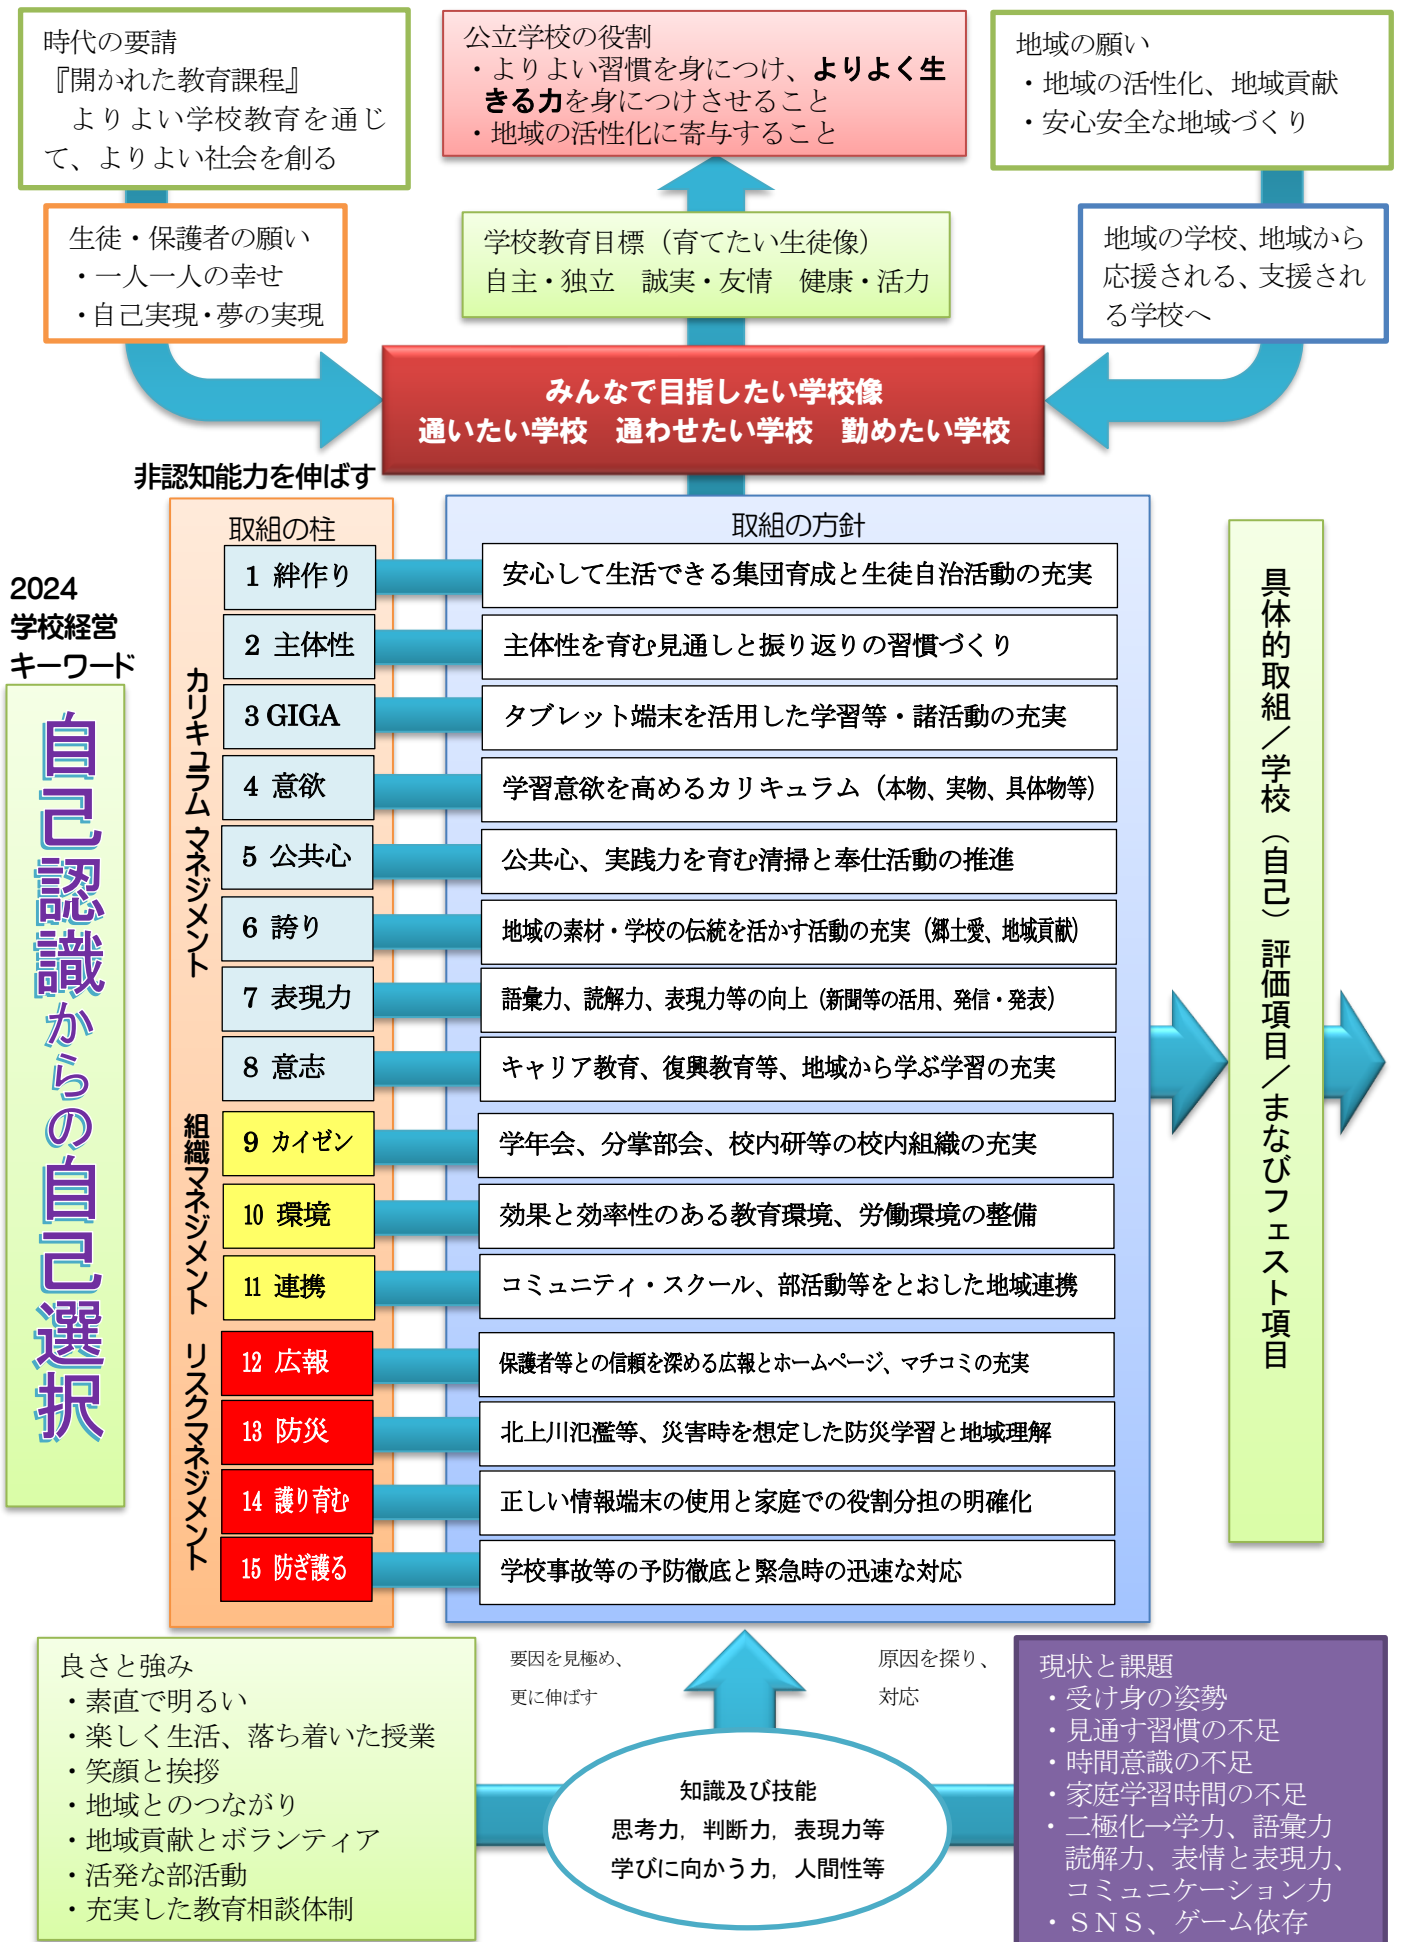 時代の要請
『開かれた教育課程』
よりよい学校教育を通じ
て、よりよい社会を創る
公立学校の役割
・よりよい習慣を身につけ、よりよく生
きる力を身につけさせること
・地域の活性化に寄与すること
地域の願い
・地域の活性化、地域貢献
・安心安全な地域づくり
生徒・保護者の願い
・一人一人の幸せ
・自己実現・夢の実現
学校教育目標（育てたい生徒像）
自主・独立　誠実・友情　健康・活力
地域の学校、地域から
応援される、支援され
る学校へ
みんなで目指したい学校像
通いたい学校　通わせたい学校　勤めたい学校
非認知能力を伸ばす
2024
学校経営
キーワード
自己認識からの自己選択
取組の柱
取組の方針
カリキュラム マネジメント
1 絆作り
安心して生活できる集団育成と生徒自治活動の充実
2 主体性
主体性を育む見通しと振り返りの習慣づくり
3 GIGA
タブレット端末を活用した学習等・諸活動の充実
4 意欲
学習意欲を高めるカリキュラム（本物、実物、具体物等）
5 公共心
公共心、実践力を育む清掃と奉仕活動の推進
6 誇り
地域の素材・学校の伝統を活かす活動の充実（郷土愛、地域貢献）
7 表現力
語彙力、読解力、表現力等の向上（新聞等の活用、発信・発表）
8 意志
キャリア教育、復興教育等、地域から学ぶ学習の充実
組織マネジメント
9 カイゼン
学年会、分掌部会、校内研等の校内組織の充実
10 環境
効果と効率性のある教育環境、労働環境の整備
11 連携
コミュニティ・スクール、部活動等をとおした地域連携
リスクマネジメント
12 広報
保護者等との信頼を深める広報とホームページ、マチコミの充実
13 防災
北上川氾濫等、災害時を想定した防災学習と地域理解
14 護り育む
正しい情報端末の使用と家庭での役割分担の明確化
15 防ぎ護る
学校事故等の予防徹底と緊急時の迅速な対応
具体的取組／学校（自己）評価項目／まなびフェスト項目
良さと強み
・素直で明るい
・楽しく生活、落ち着いた授業
・笑顔と挨拶
・地域とのつながり
・地域貢献とボランティア
・活発な部活動
・充実した教育相談体制
要因を見極め、
更に伸ばす
原因を探り、
対応
知識及び技能
思考力，判断力，表現力等
学びに向かう力，人間性等
現状と課題
・受け身の姿勢
・見通す習慣の不足
・時間意識の不足
・家庭学習時間の不足
・二極化→学力、語彙力
読解力、表情と表現力、
コミュニケーション力
・ＳＮＳ、ゲーム依存